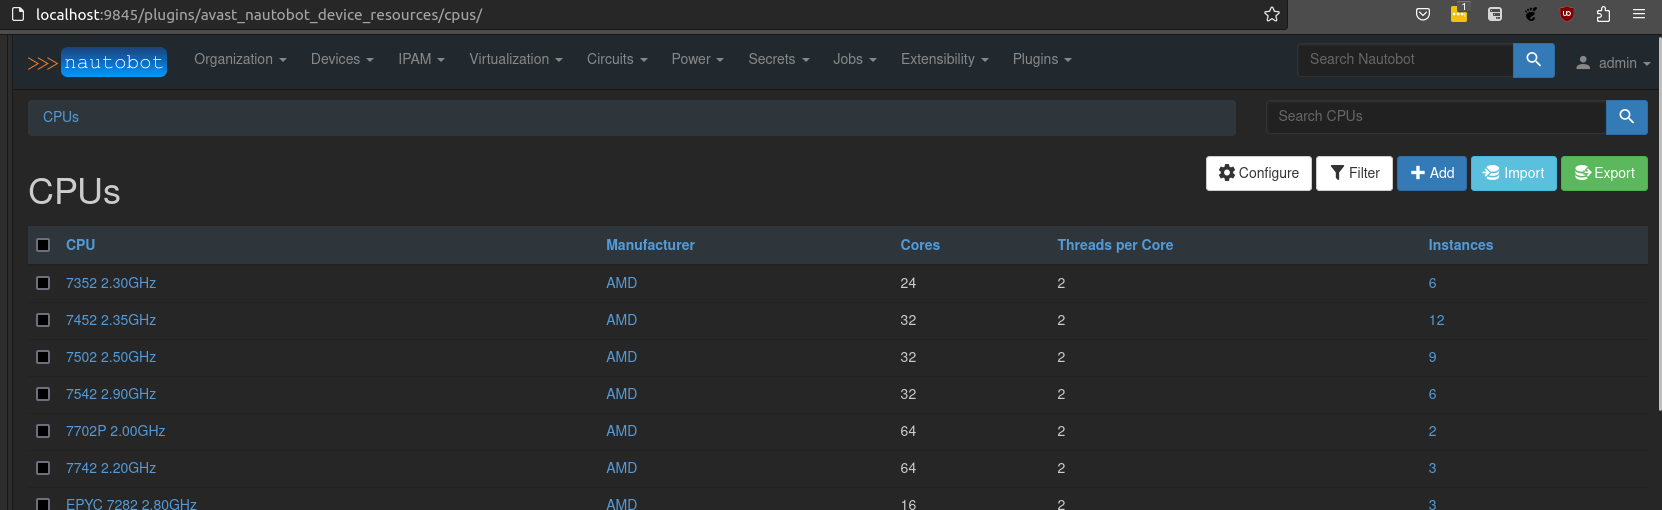 localhost:9845/plugins/avast_nautobot_device_resources/cpus/
1
>>> nautobot Organization Devices IPAM Virtualization Circuits Power Secrets Jobs Extensibility Plugins Search Nautobot admin
CPUs Search CPUs
Configure Filter Add Import Export
CPUs
CPU Manufacturer Cores Threads per Core Instances
7352 2.30GHz AMD 24 2 6
7452 2.35GHz AMD 32 2 12
7502 2.50GHz AMD 32 2 9
7542 2.90GHz AMD 32 2 6
7702P 2.00GHz AMD 64 2 2
7742 2.20GHz AMD 64 2 3
EPYC 7282 2.80GHz AMD 16 2 3